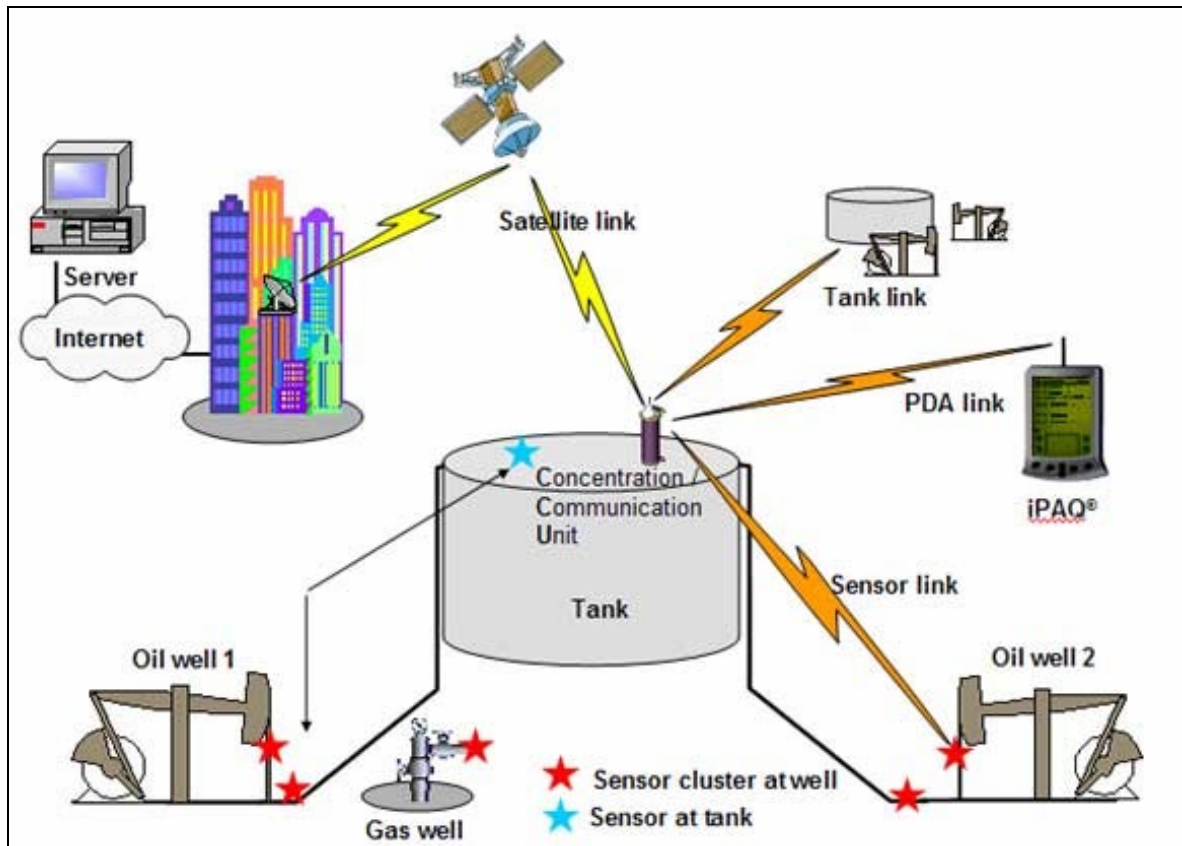 Satellite link
Server
Internet
Tank link
PDA link
iPAQ®
Concentration /
Communication
Unit
Tank
Sensor link
Oil well 1
Oil well 2
Gas well
Sensor cluster at well
Sensor at tank